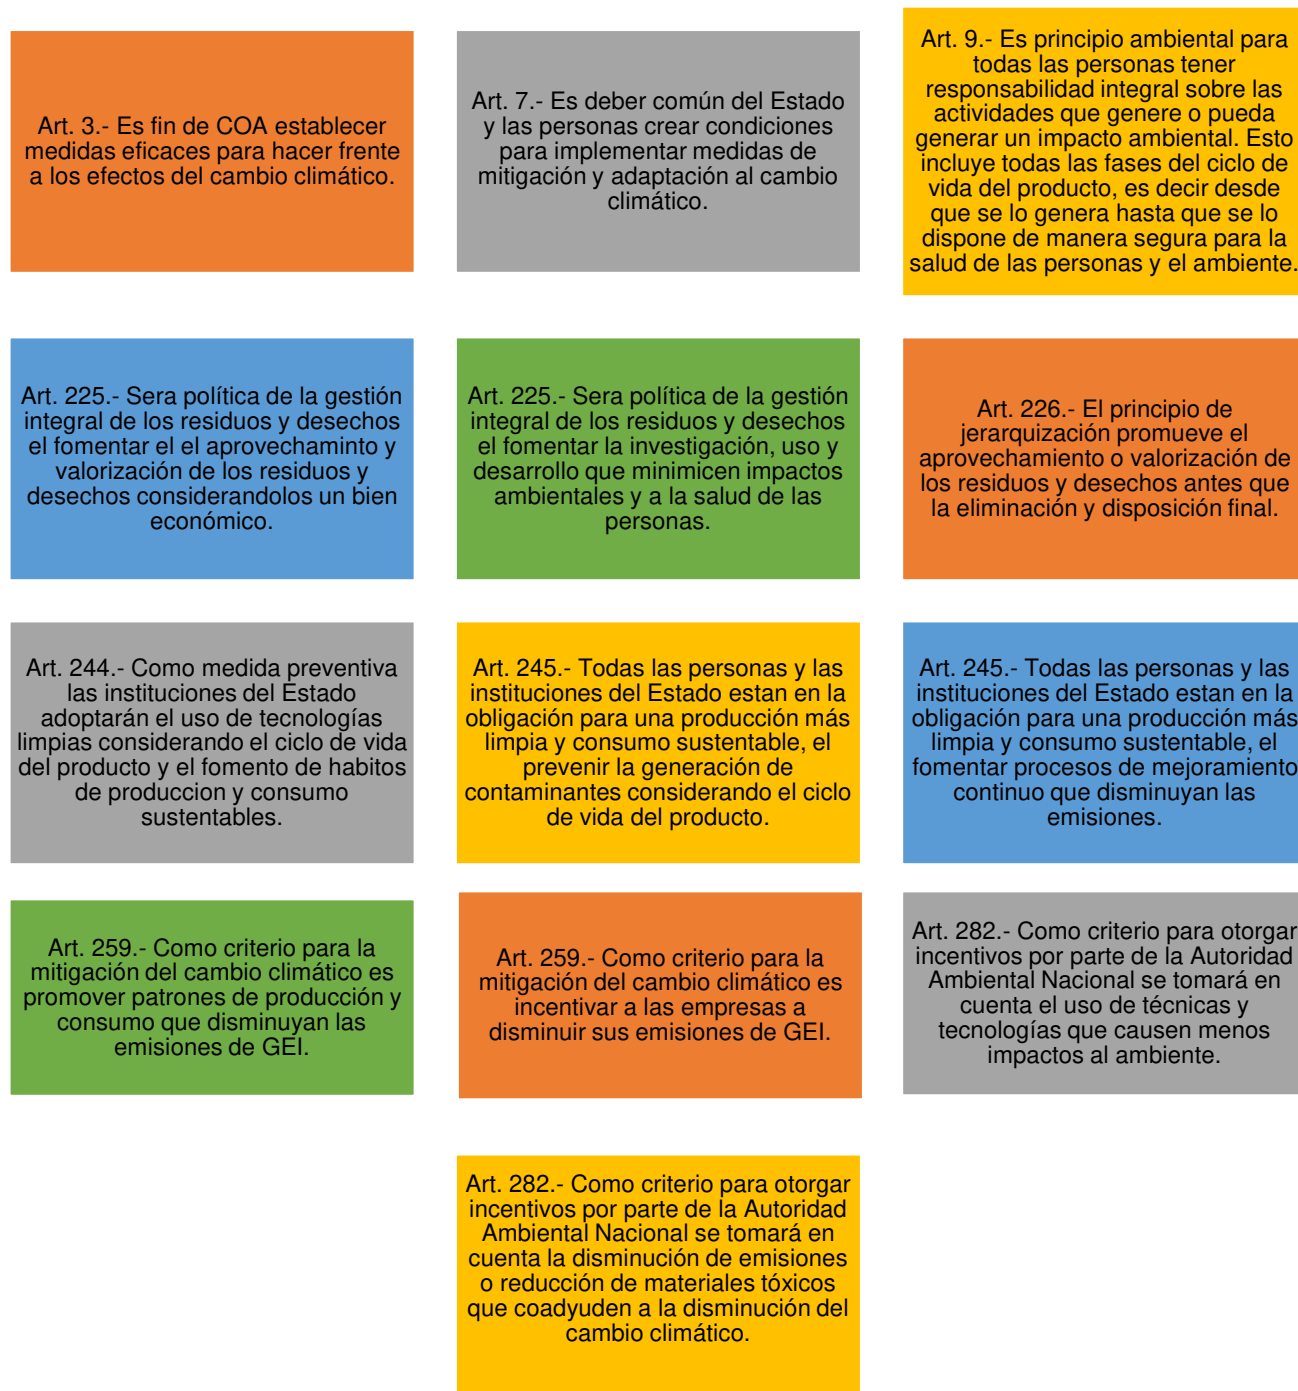 Art. 3.- Es fin de COA establecer
medidas eficaces para hacer frente
a los efectos del cambio climático.
Art. 7.- Es deber común del Estado
y las personas crear condiciones
para implementar medidas de
mitigación y adaptación al cambio
climático.
Art. 9.- Es principio ambiental para
todas las personas tener
responsabilidad integral sobre las
actividades que genere o pueda
generar un impacto ambiental. Esto
incluye todas las fases del ciclo de
vida del producto, es decir desde
que se lo genera hasta que se lo
dispone de manera segura para la
salud de las personas y el ambiente.
Art. 225.- Sera política de la gestión
integral de los residuos y desechos
el fomentar el el aprovechaminto y
valorización de los residuos y
desechos considerandolos un bien
económico.
Art. 225.- Sera política de la gestión
integral de los residuos y desechos
el fomentar la investigación, uso y
desarrollo que minimicen impactos
ambientales y a la salud de las
personas.
Art. 226.- El principio de
jerarquización promueve el
aprovechamiento o valorización de
los residuos y desechos antes que
la eliminación y disposición final.
Art. 244.- Como medida preventiva
las instituciones del Estado
adoptarán el uso de tecnologías
limpias considerando el ciclo de vida
del producto y el fomento de habitos
de produccion y consumo
sustentables.
Art. 245.- Todas las personas y las
instituciones del Estado estan en la
obligación para una producción más
limpia y consumo sustentable, el
prevenir la generación de
contaminantes considerando el ciclo
de vida del producto.
Art. 245.- Todas las personas y las
instituciones del Estado estan en la
obligación para una producción más
limpia y consumo sustentable, el
fomentar procesos de mejoramiento
continuo que disminuyan las
emisiones.
Art. 259.- Como criterio para la
mitigación del cambio climático es
promover patrones de producción y
consumo que disminuyan las
emisiones de GEI.
Art. 259.- Como criterio para la
mitigación del cambio climático es
incentivar a las empresas a
disminuir sus emisiones de GEI.
Art. 282.- Como criterio para otorgar
incentivos por parte de la Autoridad
Ambiental Nacional se tomará en
cuenta el uso de técnicas y
tecnologías que causen menos
impactos al ambiente.
Art. 282.- Como criterio para otorgar
incentivos por parte de la Autoridad
Ambiental Nacional se tomará en
cuenta la disminución de emisiones
o reducción de materiales tóxicos
que coadyuden a la disminución del
cambio climático.